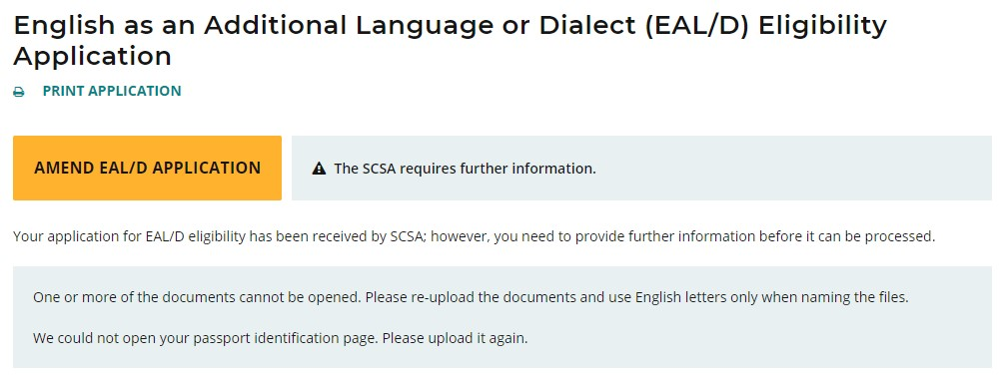 English as an Additional Language or Dialect (EAL/D) Eligibility
Application
PRINT APPLICATION
AMEND EAL/D APPLICATION
The SCSA requires further information.
Your application for EAL/D eligibility has been received by SCSA; however, you need to provide further information before it can be processed.
One or more of the documents cannot be opened. Please re-upload the documents and use English letters only when naming the files.
We could not open your passport identification page. Please upload it again.